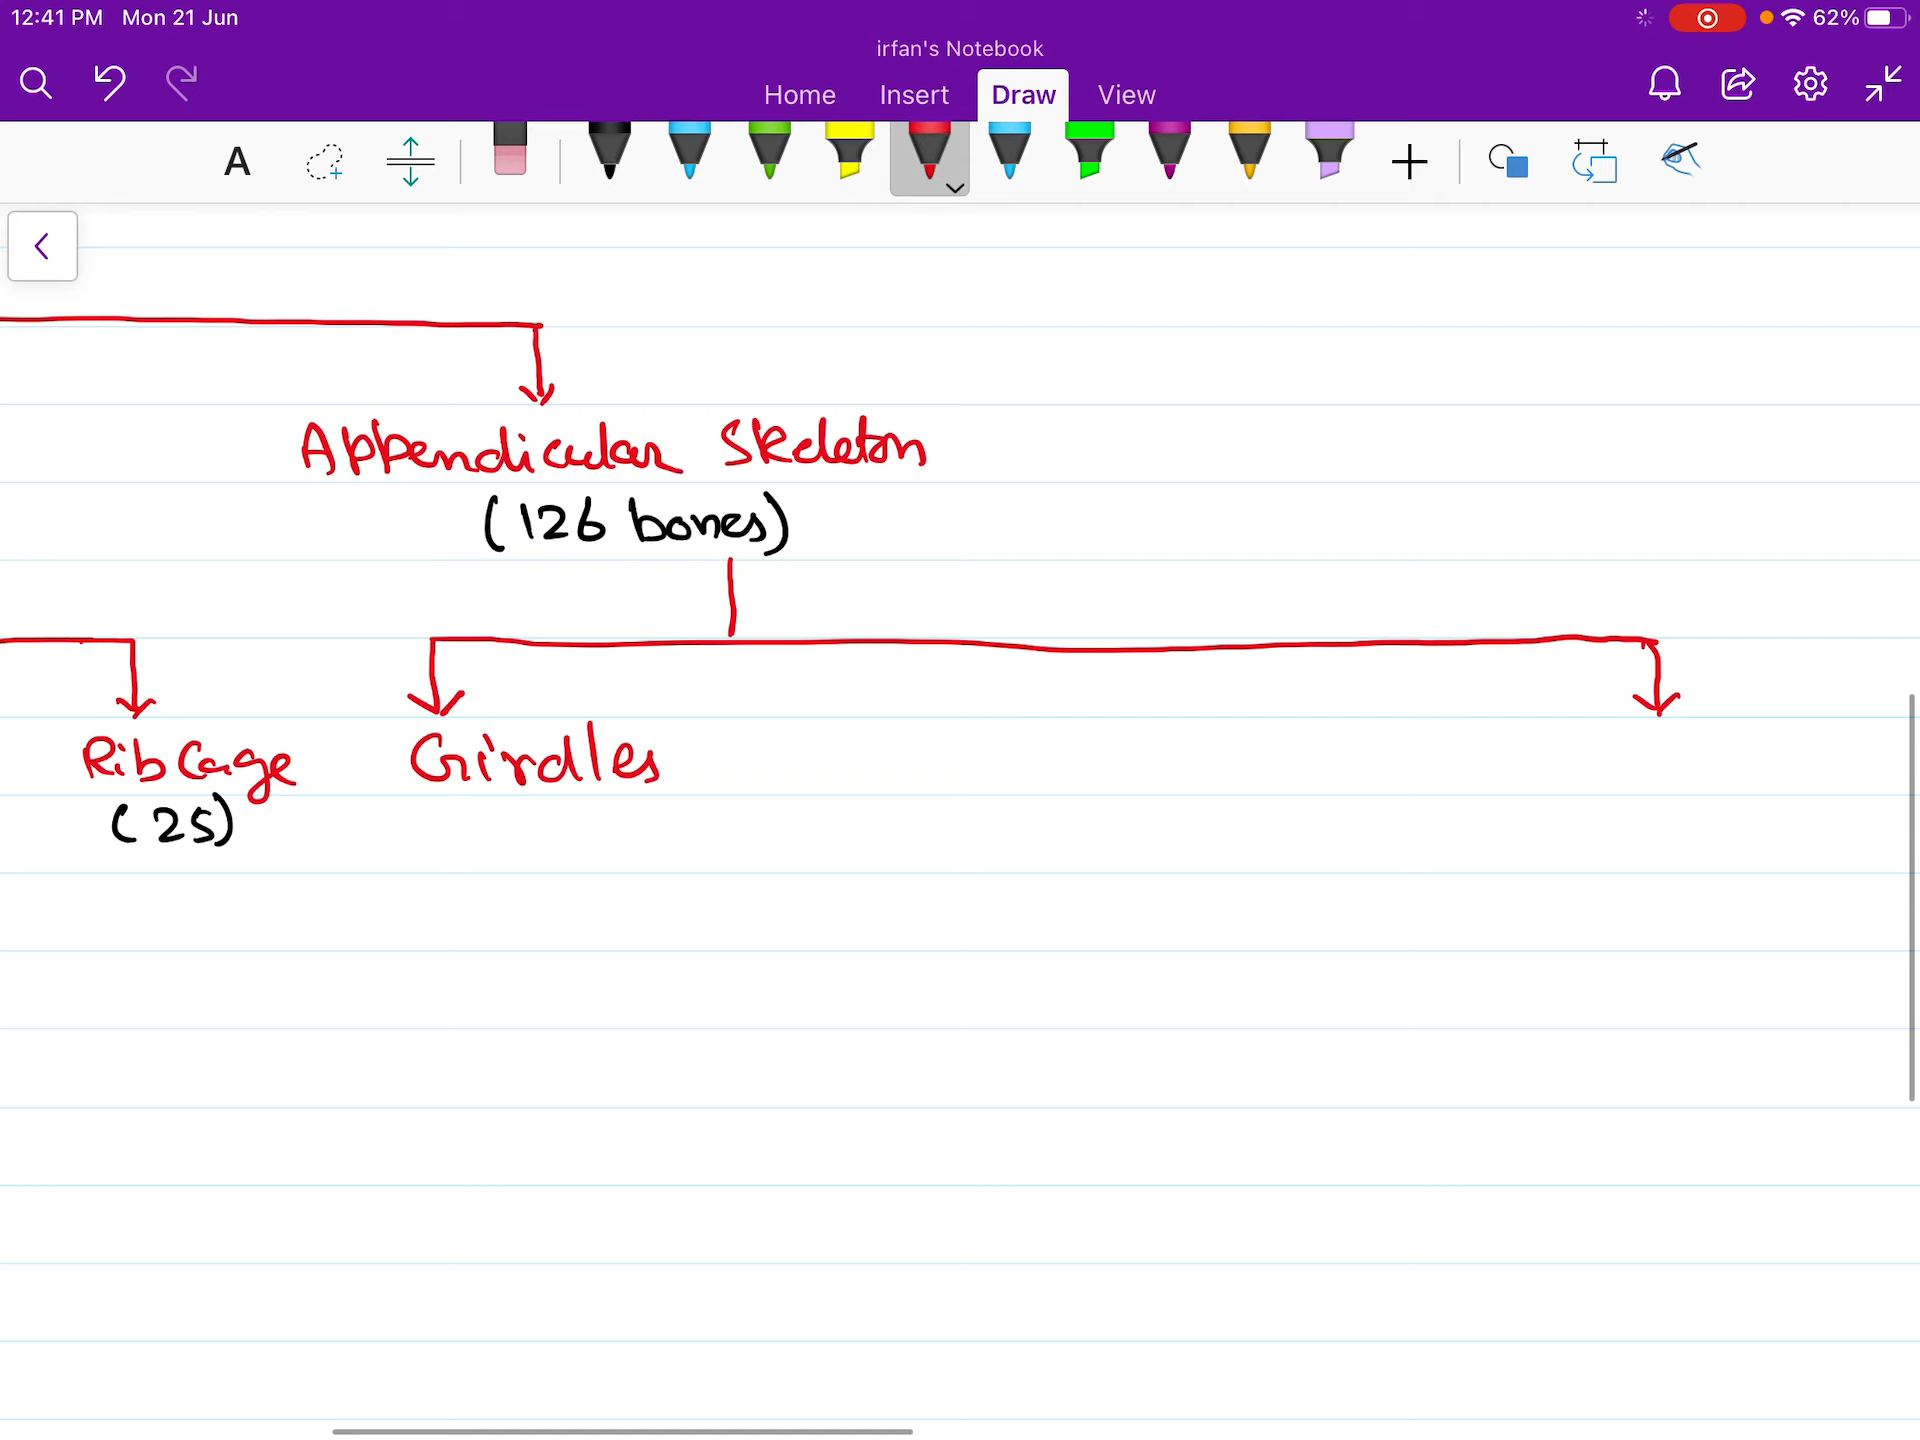 12:41 PM Mon 21 Jun
62%
irfan's Notebook
Home Insert Draw View
A
Appendicular Skeleton
(126 bones)
Rib Cage
(25)
Girdles